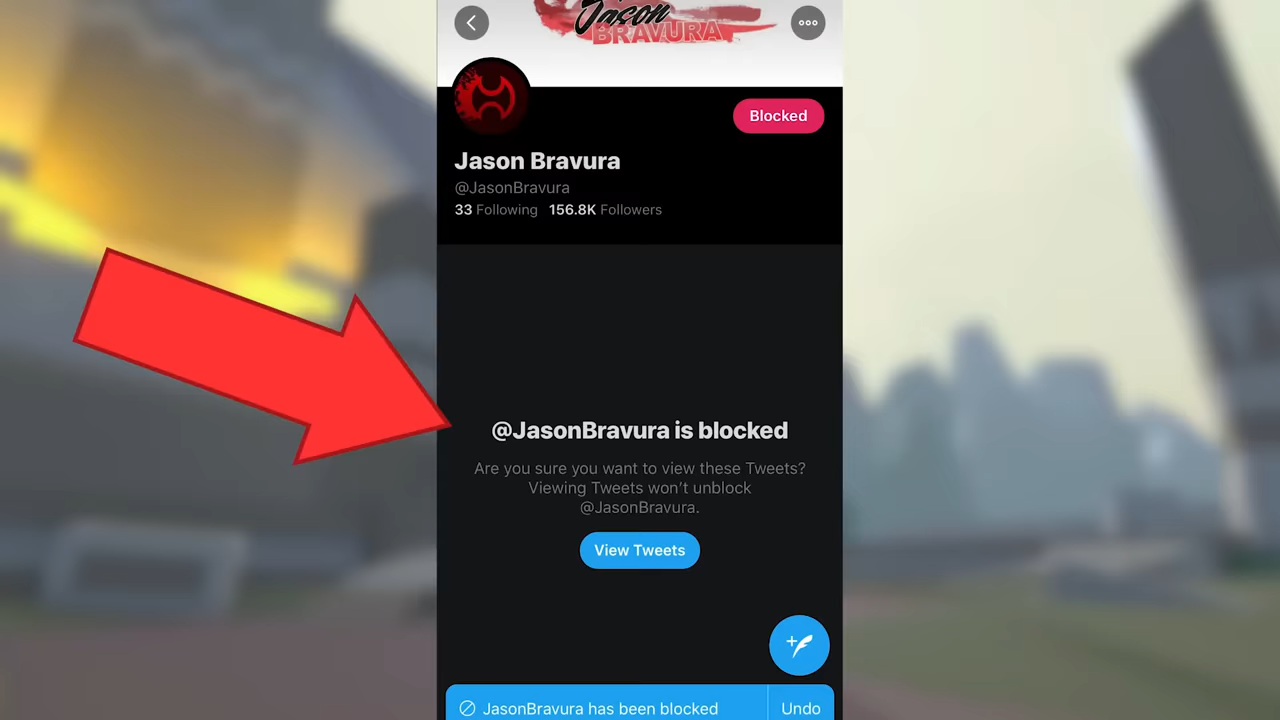 Jason
BRAVURA
Blocked
Jason Bravura
@JasonBravura
33 Following 156.8K Followers
@JasonBravura is blocked
Are you sure you want to view these Tweets?
Viewing Tweets won’t unblock
@JasonBravura.
View Tweets
JasonBravura has been blocked Undo